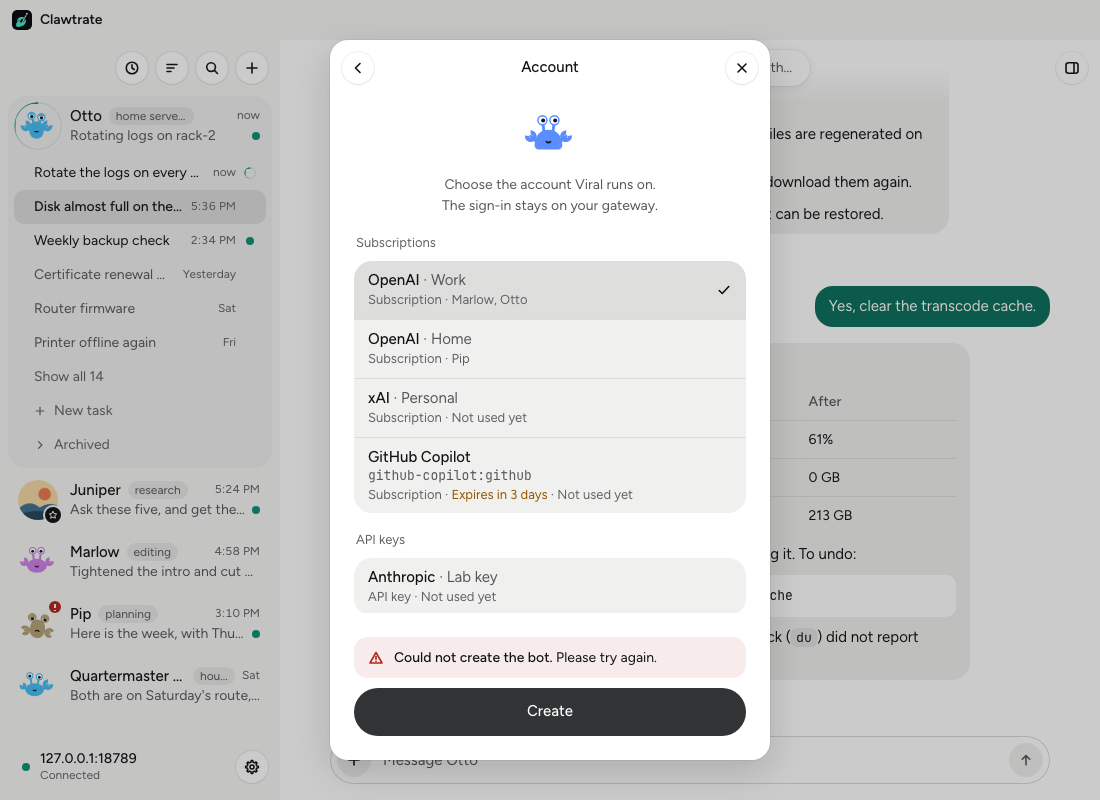 Clawtrate
Otto home serve... now
Rotating logs on rack-2
Rotate the logs on every ... now
Disk almost full on the... 5:36 PM
Weekly backup check 2:34 PM
Certificate renewal ... Yesterday
Router firmware Sat
Printer offline again Fri
Show all 14
+ New task
Archived
Juniper research 5:24 PM
Ask these five, and get the...
Marlow editing 4:58 PM
Tightened the intro and cut ...
Pip planning 3:10 PM
Here is the week, with Thu...
Quartermaster ... hou... Sat
Both are on Saturday's route,...
127.0.0.1:18789
Connected
Account
Choose the account Viral runs on.
The sign-in stays on your gateway.
Subscriptions
OpenAI · Work
Subscription · Marlow, Otto
OpenAI · Home
Subscription · Pip
xAI · Personal
Subscription · Not used yet
GitHub Copilot
github-copilot:github
Subscription · Expires in 3 days · Not used yet
API keys
Anthropic · Lab key
API key · Not used yet
Could not create the bot. Please try again.
Create
th...
are regenerated on
download them again.
can be restored.
Yes, clear the transcode cache.
After
61%
0 GB
213 GB
it. To undo:
( du ) did not report
Message Otto